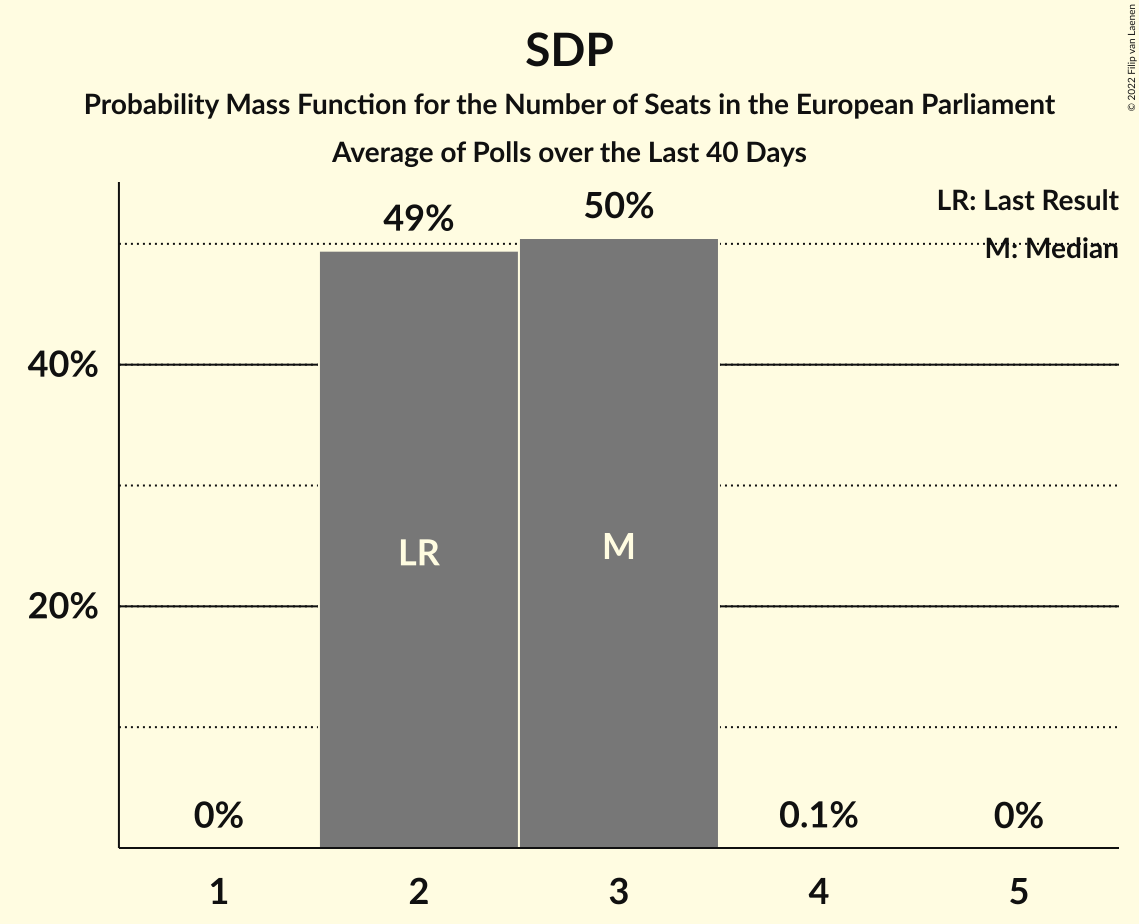 SDP
Probability Mass Function for the Number of Seats in the European Parliament
Average of Polls over the Last 40 Days
© 2022 Filip van Laenen
LR: Last Result
M: Median
49%
50%
40%
20%
LR
M
0%
0.1%
0%
1
2
3
4
5